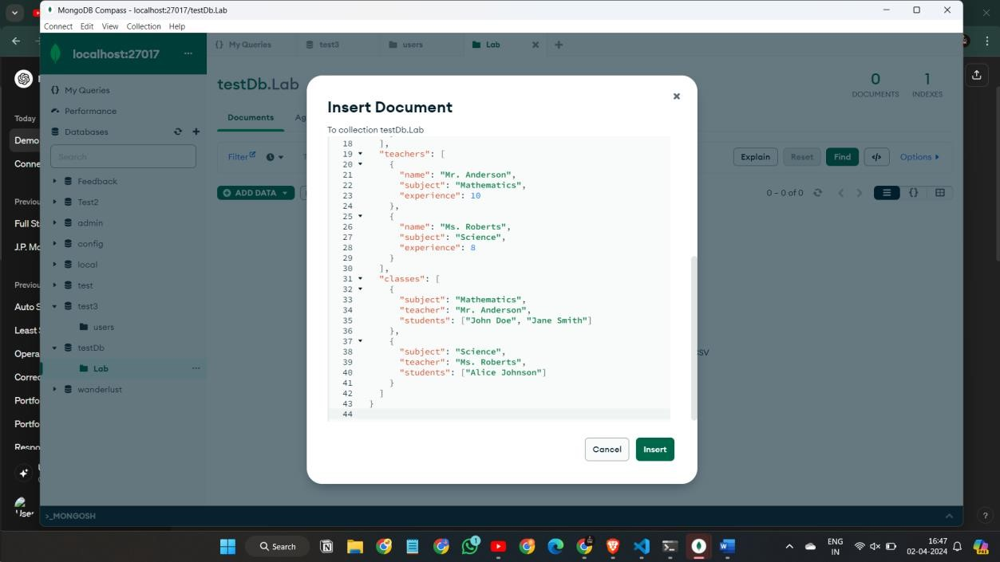 MongoDB Compass - localhost:27017/testDb.Lab
Connect Edit View Collection Help
localhost:27017
My Queries
Performance
Databases
Search
Feedback
Test2
admin
config
local
test
test3
users
testDb
Lab
wanderlust
{} My Queries
test3
users
Lab
testDb.Lab
0
DOCUMENTS
1
INDEXES
Documents
Ag
Filter
Explain
Reset
Find
</>
Options
ADD DATA
0 – 0 of 0
{}
SV
Insert Document
To collection testDb.Lab
18 ],
19 "teachers": [
20 {
21 "name": "Mr. Anderson",
22 "subject": "Mathematics",
23 "experience": 10
24 },
25 {
26 "name": "Ms. Roberts",
27 "subject": "Science",
28 "experience": 8
29 }
30 ],
31 "classes": [
32 {
33 "subject": "Mathematics",
34 "teacher": "Mr. Anderson",
35 "students": ["John Doe", "Jane Smith"]
36 },
37 {
38 "subject": "Science",
39 "teacher": "Ms. Roberts",
40 "students": ["Alice Johnson"]
41 }
42 ]
43 }
44
Cancel
Insert
>_MONGOSH
Today
Demo
Conne
Previou
Full St
J.P. Mo
Previou
Auto S
Least S
Opera
Correc
Portfo
Portfo
Respo
User
?
Search
1
ENG
IN
16:47
02-04-2024
PRE